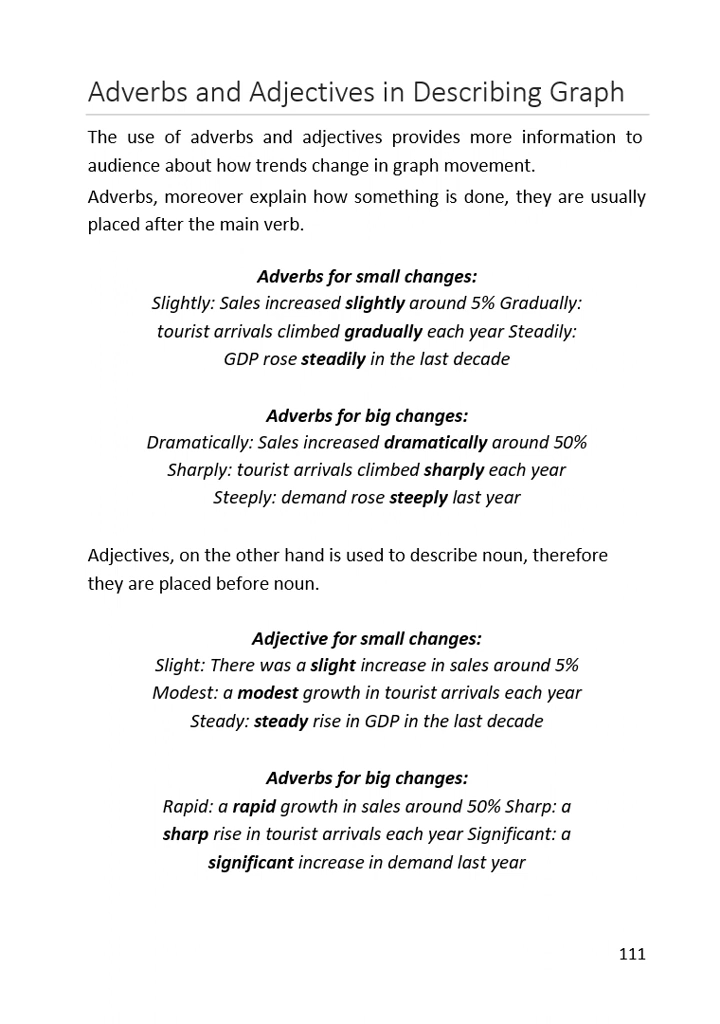 Adverbs and Adjectives in Describing Graph
The use of adverbs and adjectives provides more information to
audience about how trends change in graph movement.
Adverbs, moreover explain how something is done, they are usually
placed after the main verb.
Adverbs for small changes:
Slightly: Sales increased slightly around 5% Gradually:
tourist arrivals climbed gradually each year Steadily:
GDP rose steadily in the last decade
Adverbs for big changes:
Dramatically: Sales increased dramatically around 50%
Sharply: tourist arrivals climbed sharply each year
Steeply: demand rose steeply last year
Adjectives, on the other hand is used to describe noun, therefore
they are placed before noun.
Adjective for small changes:
Slight: There was a slight increase in sales around 5%
Modest: a modest growth in tourist arrivals each year
Steady: steady rise in GDP in the last decade
Adverbs for big changes:
Rapid: a rapid growth in sales around 50% Sharp: a
sharp rise in tourist arrivals each year Significant: a
significant increase in demand last year
111